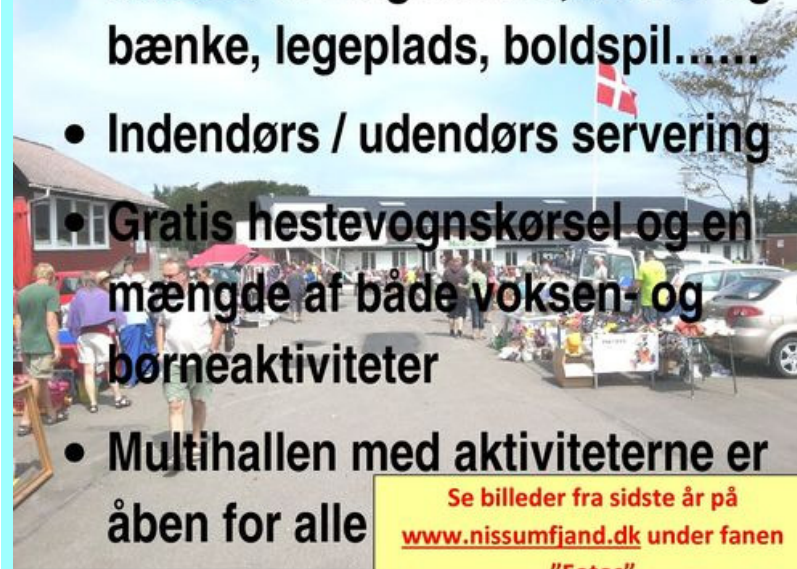 bænke, legeplads, boldspil......
• Indendørs / udendørs servering
• Gratis hestevognskørsel og en
mængde af både voksen- og
børneaktiviteter
• Multihallen med aktiviteterne er
åben for alle
Se billeder fra sidste år på
www.nissumfjand.dk under fanen